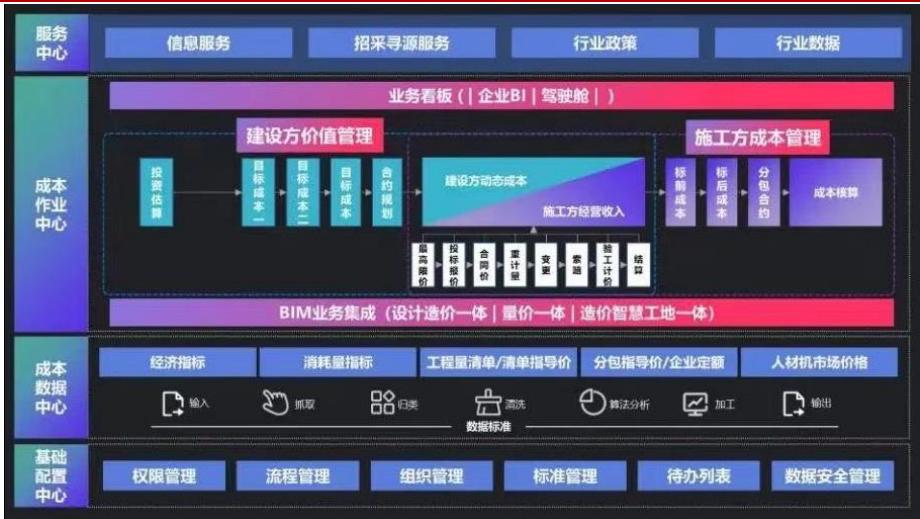 服务
中心
信息服务
招采寻源服务
行业政策
行业数据
成本
作业
中心
业务看板（| 企业BI | 驾驶舱 | ）
建设方价值管理
施工方成本管理
投资估算
目标成本一
目标成本二
目标成本
合约规划
建设方动态成本
施工方经营收入
标前成本
标后成本
分包合约
成本核算
最高限价
投标报价
合同价
重计量
变更
索赔
验工计价
结算
BIM业务集成（设计造价一体 | 量价一体 | 造价智慧工地一体）
成本
数据
中心
经济指标
消耗量指标
工程量清单/清单指导价
分包指导价/企业定额
人材机市场价格
输入
抓取
归类
清洗
算法分析
加工
输出
数据标准
基础
配置
中心
权限管理
流程管理
组织管理
标准管理
待办列表
数据安全管理